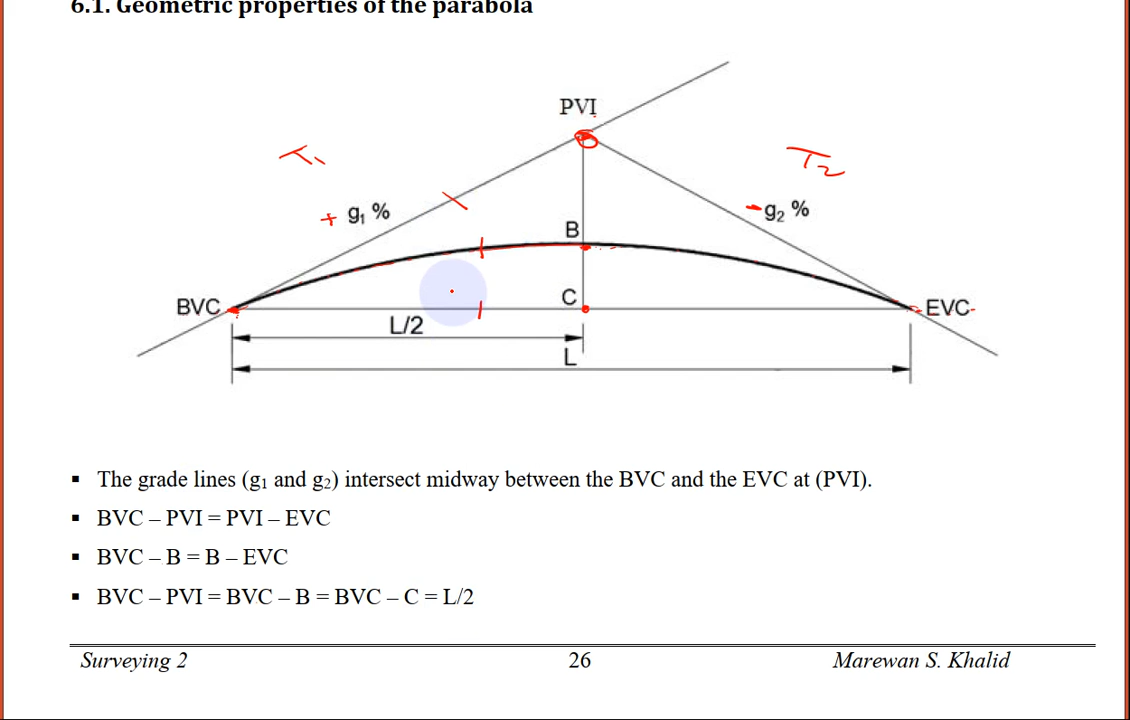 6.1. Geometric properties of the parabola
PVI
T₁
T₂
+ g₁ %
-g₂ %
B
BVC
C
EVC-
L/2
L
▪ The grade lines (g₁ and g₂) intersect midway between the BVC and the EVC at (PVI).
▪ BVC – PVI = PVI – EVC
▪ BVC – B = B – EVC
▪ BVC – PVI = BVC – B = BVC – C = L/2
Surveying 2 26 Marewan S. Khalid